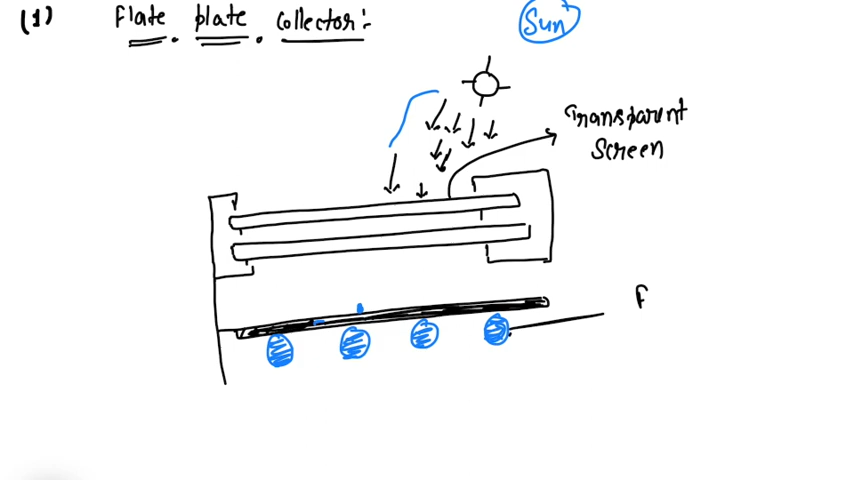 (1) Flate plate collector:-
Sun
Transparent
Screen
F